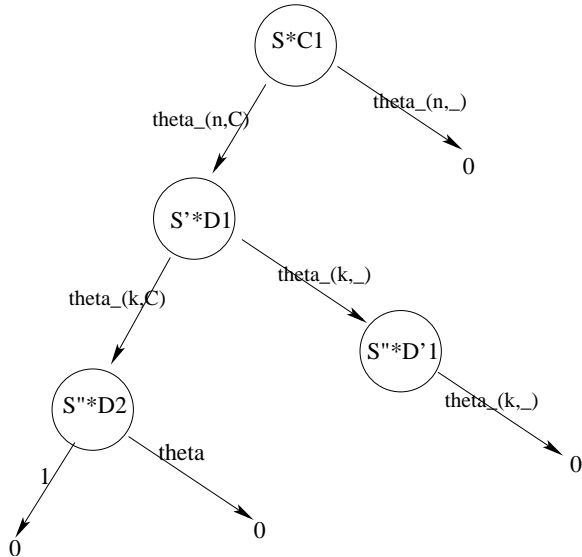 S*C1
theta_(n,C)
theta_(n,_)
0
S'*D1
theta_(k,C)
theta_(k,_)
S"*D'1
S"*D2
theta_(k,_)
1
theta
0
0
0